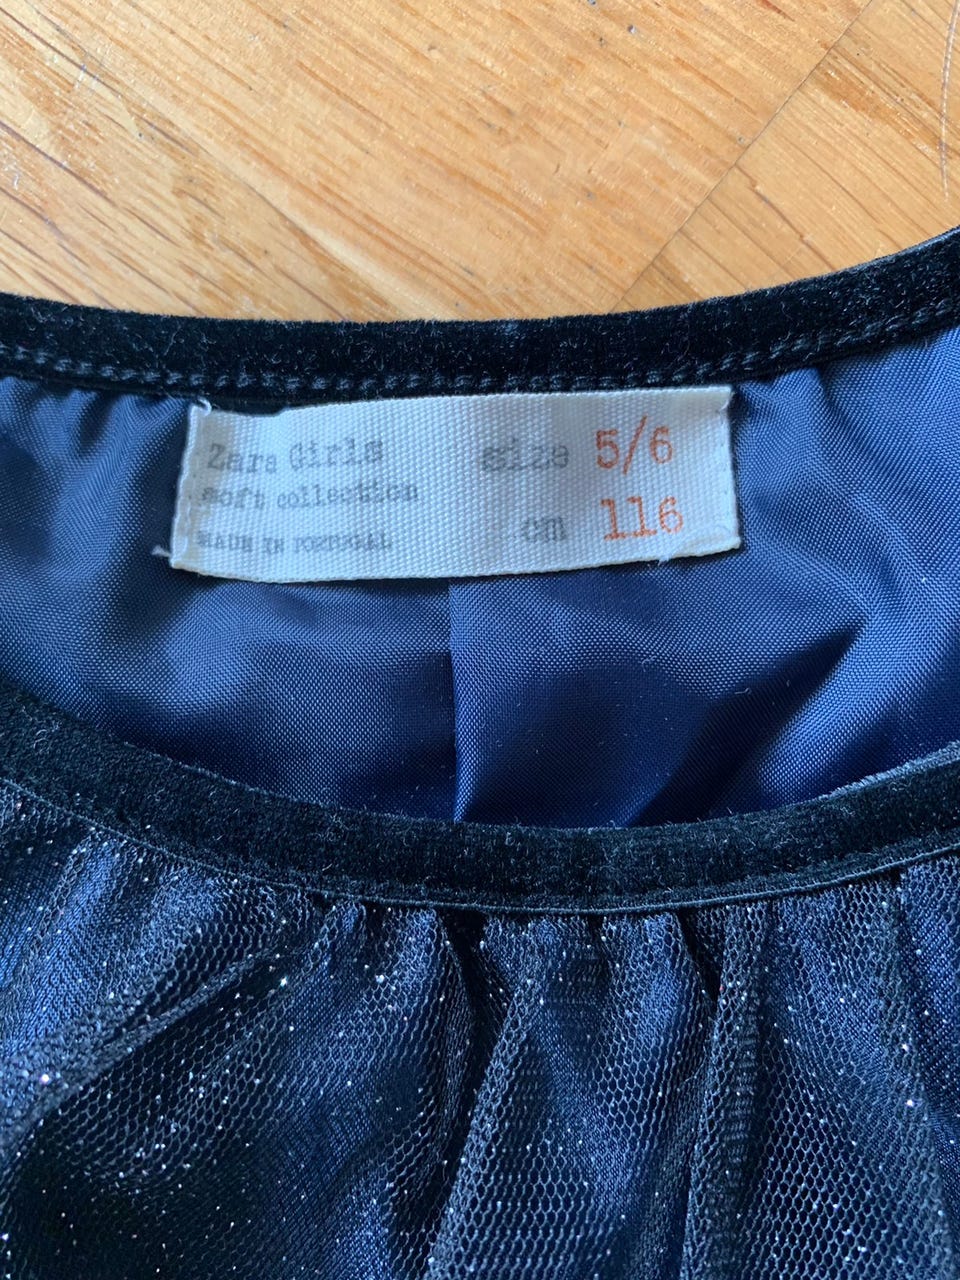 Zara Girls size 5/6
soft collection cm 116
MADE IN PORTUGAL